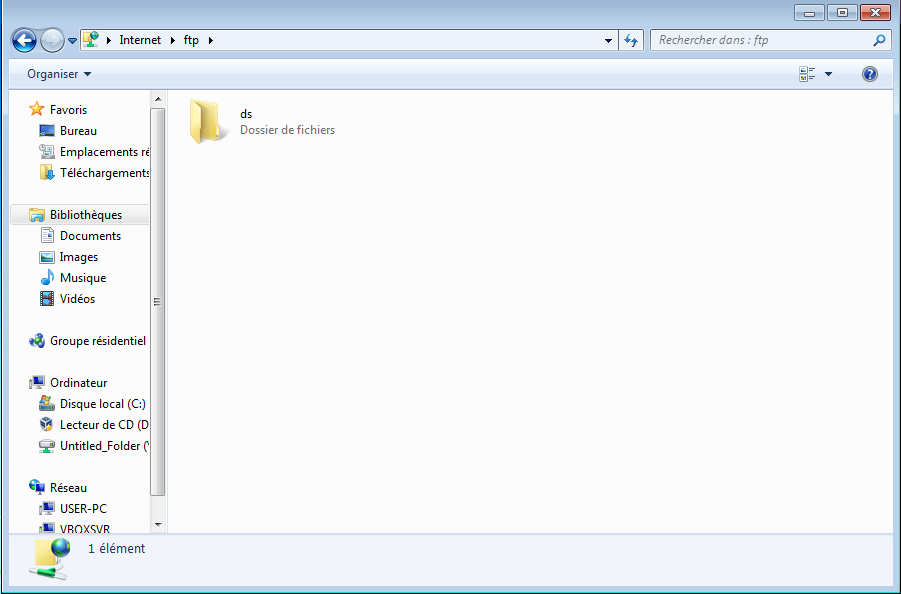 Internet
ftp
Rechercher dans : ftp
Organiser
Favoris
Bureau
Emplacements ré
Téléchargements
Bibliothèques
Documents
Images
Musique
Vidéos
Groupe résidentiel
Ordinateur
Disque local (C:)
Lecteur de CD (D
Untitled_Folder (
Réseau
USER-PC
VBOXSVR
ds
Dossier de fichiers
1 élément